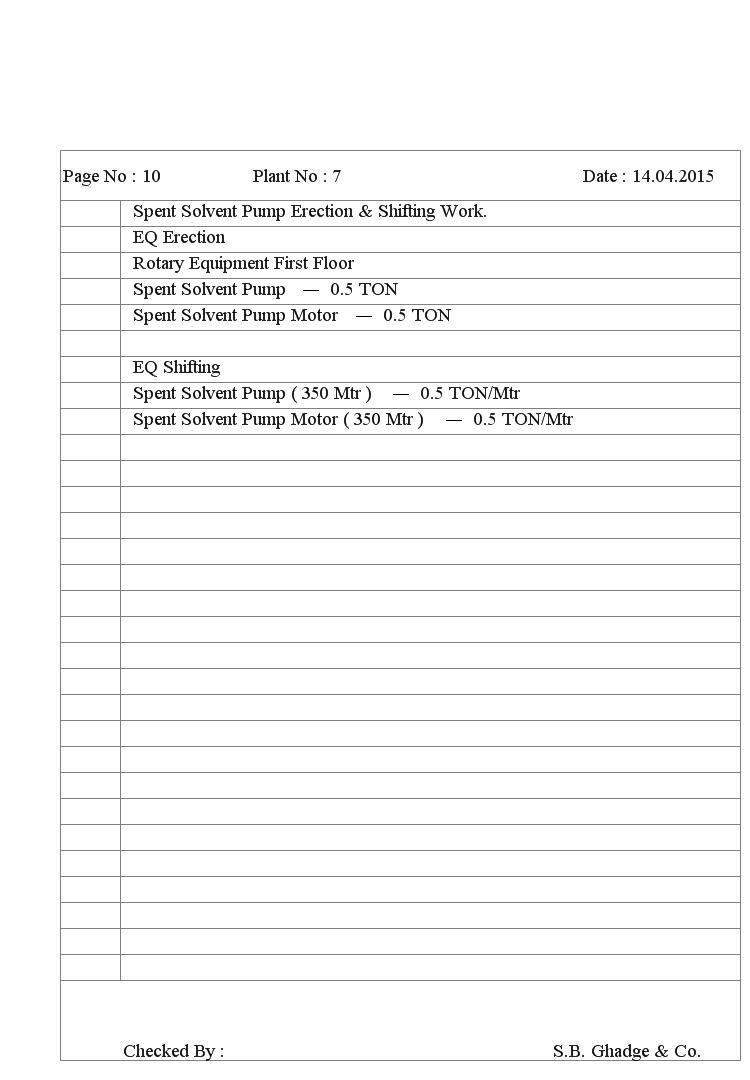 Page No : 10 Plant No : 7 Date : 14.04.2015
Spent Solvent Pump Erection & Shifting Work.
EQ Erection
Rotary Equipment First Floor
Spent Solvent Pump — 0.5 TON
Spent Solvent Pump Motor — 0.5 TON
EQ Shifting
Spent Solvent Pump ( 350 Mtr ) — 0.5 TON/Mtr
Spent Solvent Pump Motor ( 350 Mtr ) — 0.5 TON/Mtr
Checked By : S.B. Ghadge & Co.